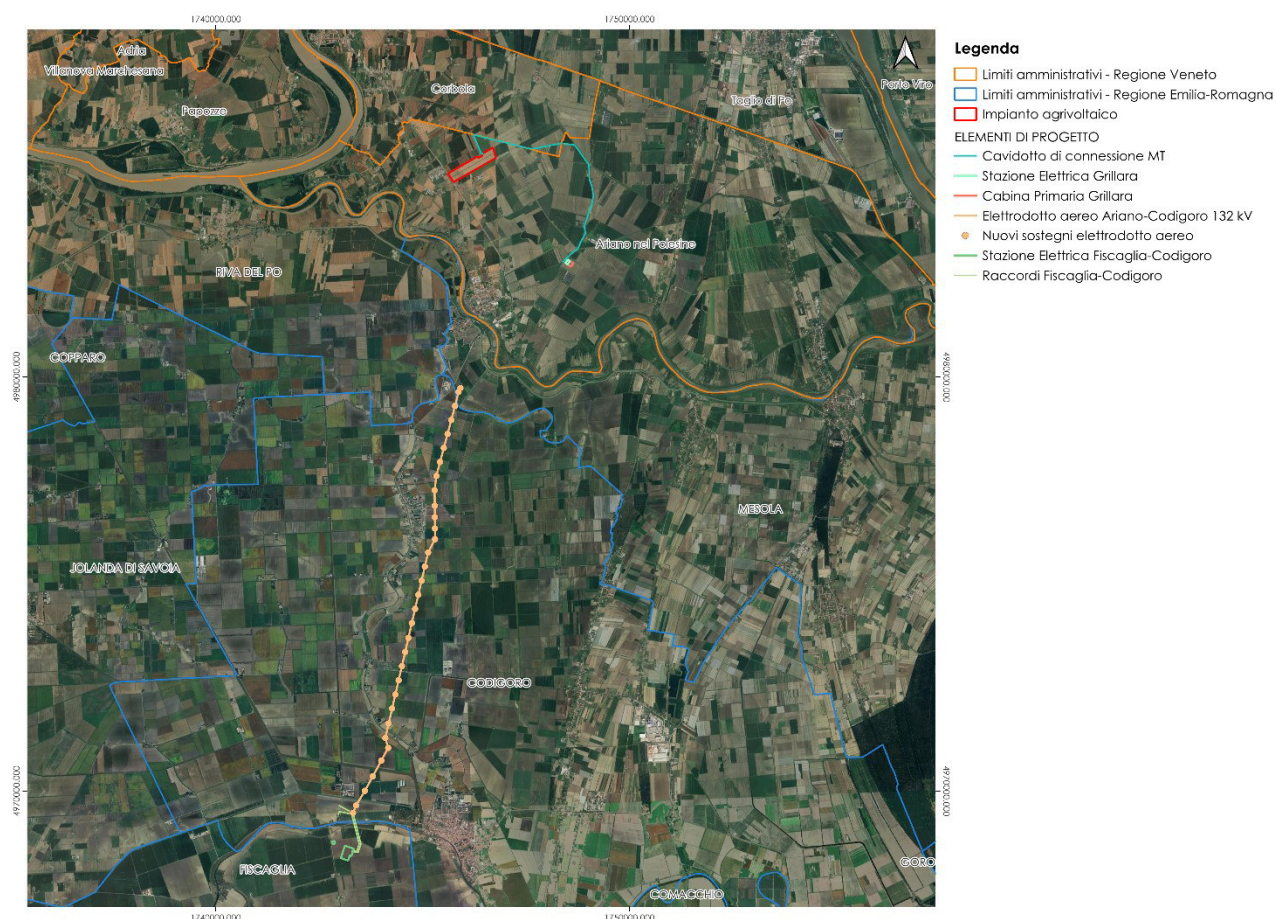 1740000.000
1750000.000
Adria
Villanova Marchesana
Papozze
Corbola
Taglio di Po
Porto Viro
Ariano nel Polesine
RIVA DEL PO
COPPARO
4980000.000
4980000.000
MESOLA
JOLANDA DI SAVOIA
CODIGORO
4970000.000
4970000.000
FISCAGLIA
GORO
COMACCHIO
1740000.000
1750000.000
Legenda
Limiti amministrativi - Regione Veneto
Limiti amministrativi - Regione Emilia-Romagna
Impianto agrivoltaico
ELEMENTI DI PROGETTO
Cavidotto di connessione MT
Stazione Elettrica Grillara
Cabina Primaria Grillara
Elettrodotto aereo Ariano-Codigoro 132 kV
Nuovi sostegni elettrodotto aereo
Stazione Elettrica Fiscaglia-Codigoro
Raccordi Fiscaglia-Codigoro